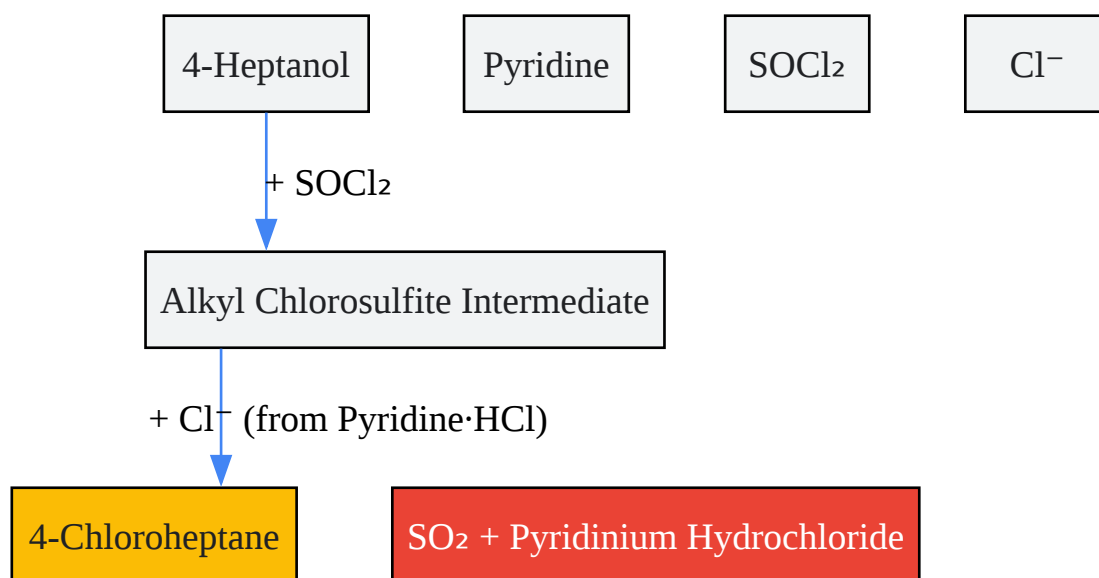 4-Heptanol
Pyridine
SOCl₂
Cl⁻
+ SOCl₂
Alkyl Chlorosulfite Intermediate
+ Cl⁻ (from Pyridine·HCl)
4-Chloroheptane
SO₂ + Pyridinium Hydrochloride